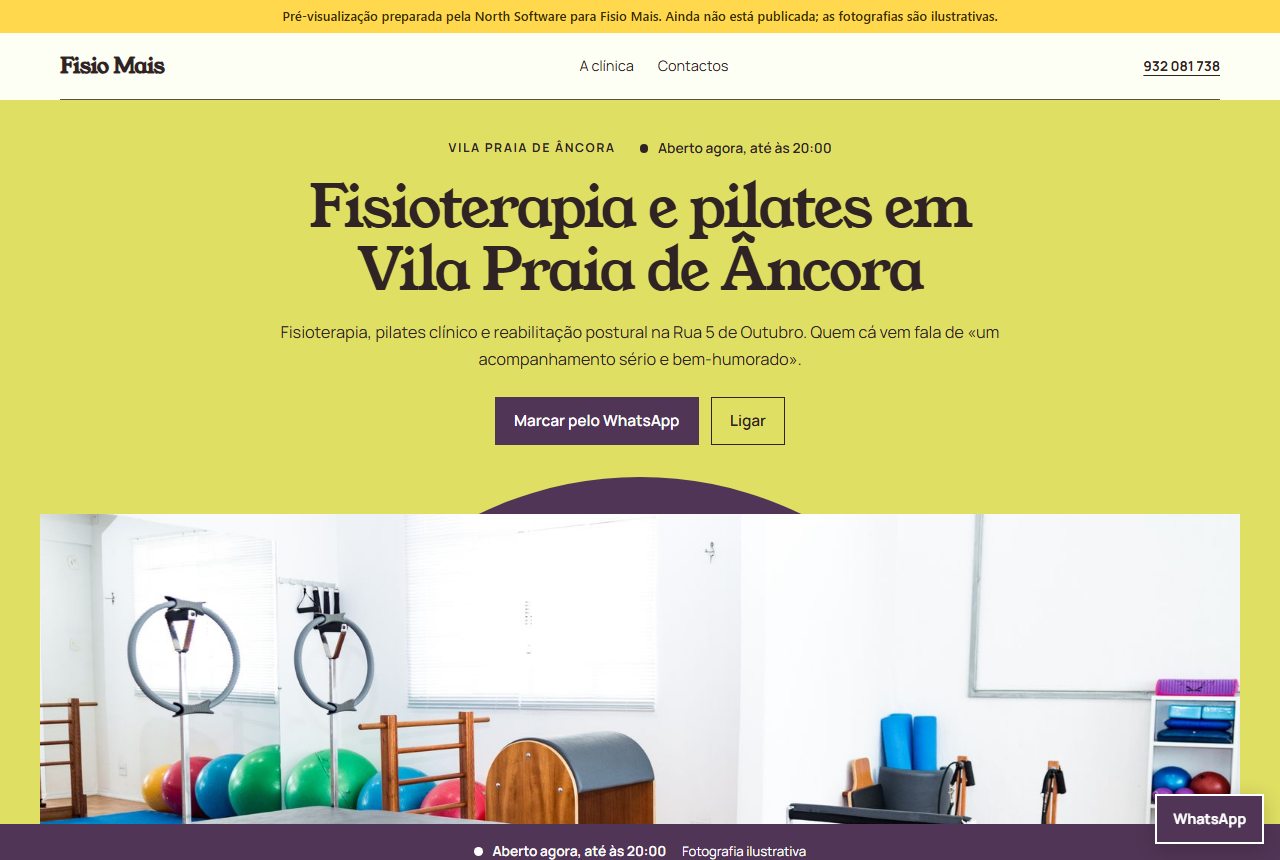 Pré-visualização preparada pela North Software para Fisio Mais. Ainda não está publicada; as fotografias são ilustrativas.
Fisio Mais
A clínica
Contactos
932 081 738
VILA PRAIA DE ÂNCORA
Aberto agora, até às 20:00
Fisioterapia e pilates em
Vila Praia de Âncora
Fisioterapia, pilates clínico e reabilitação postural na Rua 5 de Outubro. Quem cá vem fala de «um
acompanhamento sério e bem-humorado».
Marcar pelo WhatsApp
Ligar
WhatsApp
Aberto agora, até às 20:00
Fotografia ilustrativa